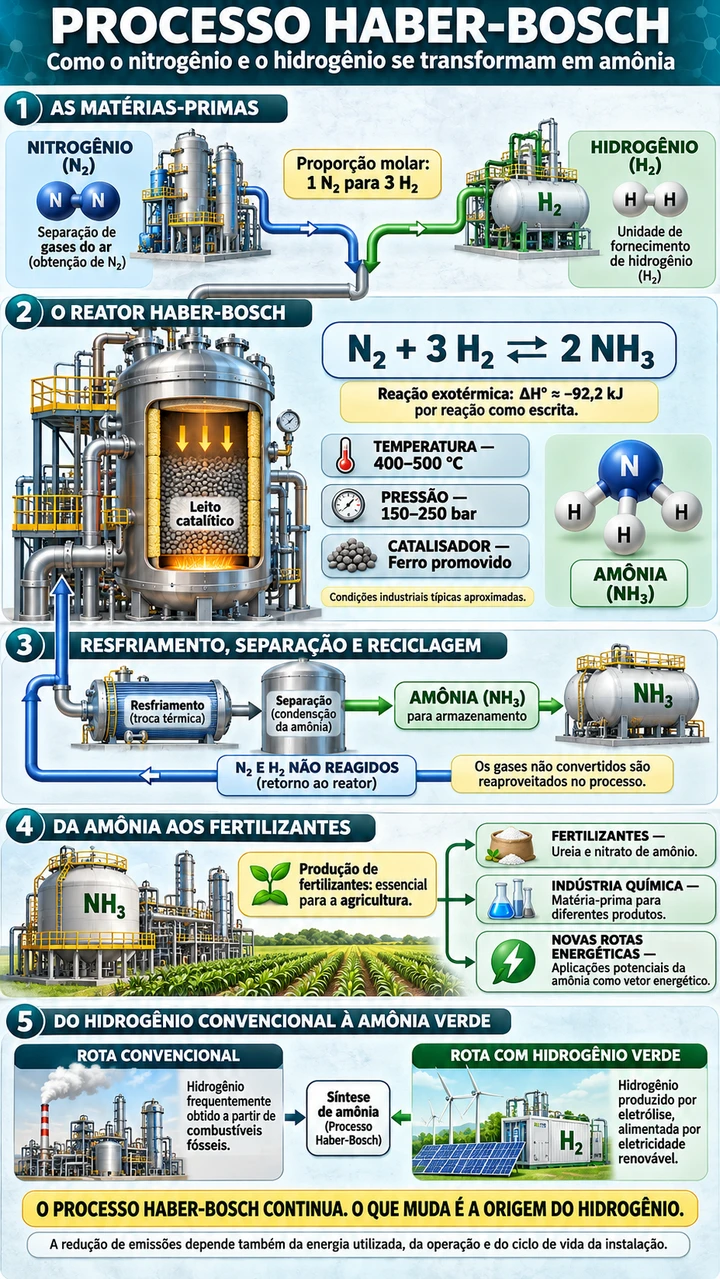 PROCESSO HABER-BOSCH
Como o nitrogênio e o hidrogênio se transformam em amônia
1 AS MATÉRIAS-PRIMAS
NITROGÊNIO
(N₂)
N N
Separação de
gases do ar
(obtenção de N₂)
Proporção molar:
1 N₂ para 3 H₂
H₂
HIDROGÊNIO
(H₂)
H H
Unidade de
fornecimento
de hidrogênio
(H₂)
2 O REATOR HABER-BOSCH
Leito
catalítico
N₂ + 3 H₂ ⇌ 2 NH₃
Reação exotérmica: ΔH° ≈ –92,2 kJ
por reação como escrita.
TEMPERATURA —
400–500 °C
PRESSÃO —
150–250 bar
CATALISADOR —
Ferro promovido
Condições industriais típicas aproximadas.
N
H
H
H
AMÔNIA
(NH₃)
3 RESFRIAMENTO, SEPARAÇÃO E RECICLAGEM
Resfriamento
(troca térmica)
Separação
(condensção
da amônia)
AMÔNIA (NH₃)
para armazenamento
NH₃
N₂ E H₂ NÃO REAGIDOS
(retorno ao reator)
Os gases não convertidos são
reaproveitados no processo.
4 DA AMÔNIA AOS FERTILIZANTES
NH₃
Produção de
fertilizantes: essencial
para a agricultura.
FERTILIZANTES —
Ureia e nitrato de amônio.
INDÚSTRIA QUÍMICA —
Matéria-prima para
diferentes produtos.
NOVAS ROTAS
ENERGÉTICAS —
Aplicações potenciais da
amônia como vetor energético.
5 DO HIDROGÊNIO CONVENCIONAL À AMÔNIA VERDE
ROTA CONVENCIONAL
Hidrogênio
frequentemente
obtido a partir de
combustíveis
fósseis.
Síntese
de amônia
(Processo
Haber-Bosch)
ROTA COM HIDROGÊNIO VERDE
H₂
Hidrogênio
produzido por
eletrólise,
alimentada por
eletricidade
renovável.
O PROCESSO HABER-BOSCH CONTINUA. O QUE MUDA É A ORIGEM DO HIDROGÊNIO.
A redução de emissões depende também da energia utilizada, da operação e do ciclo de vida da instalação.